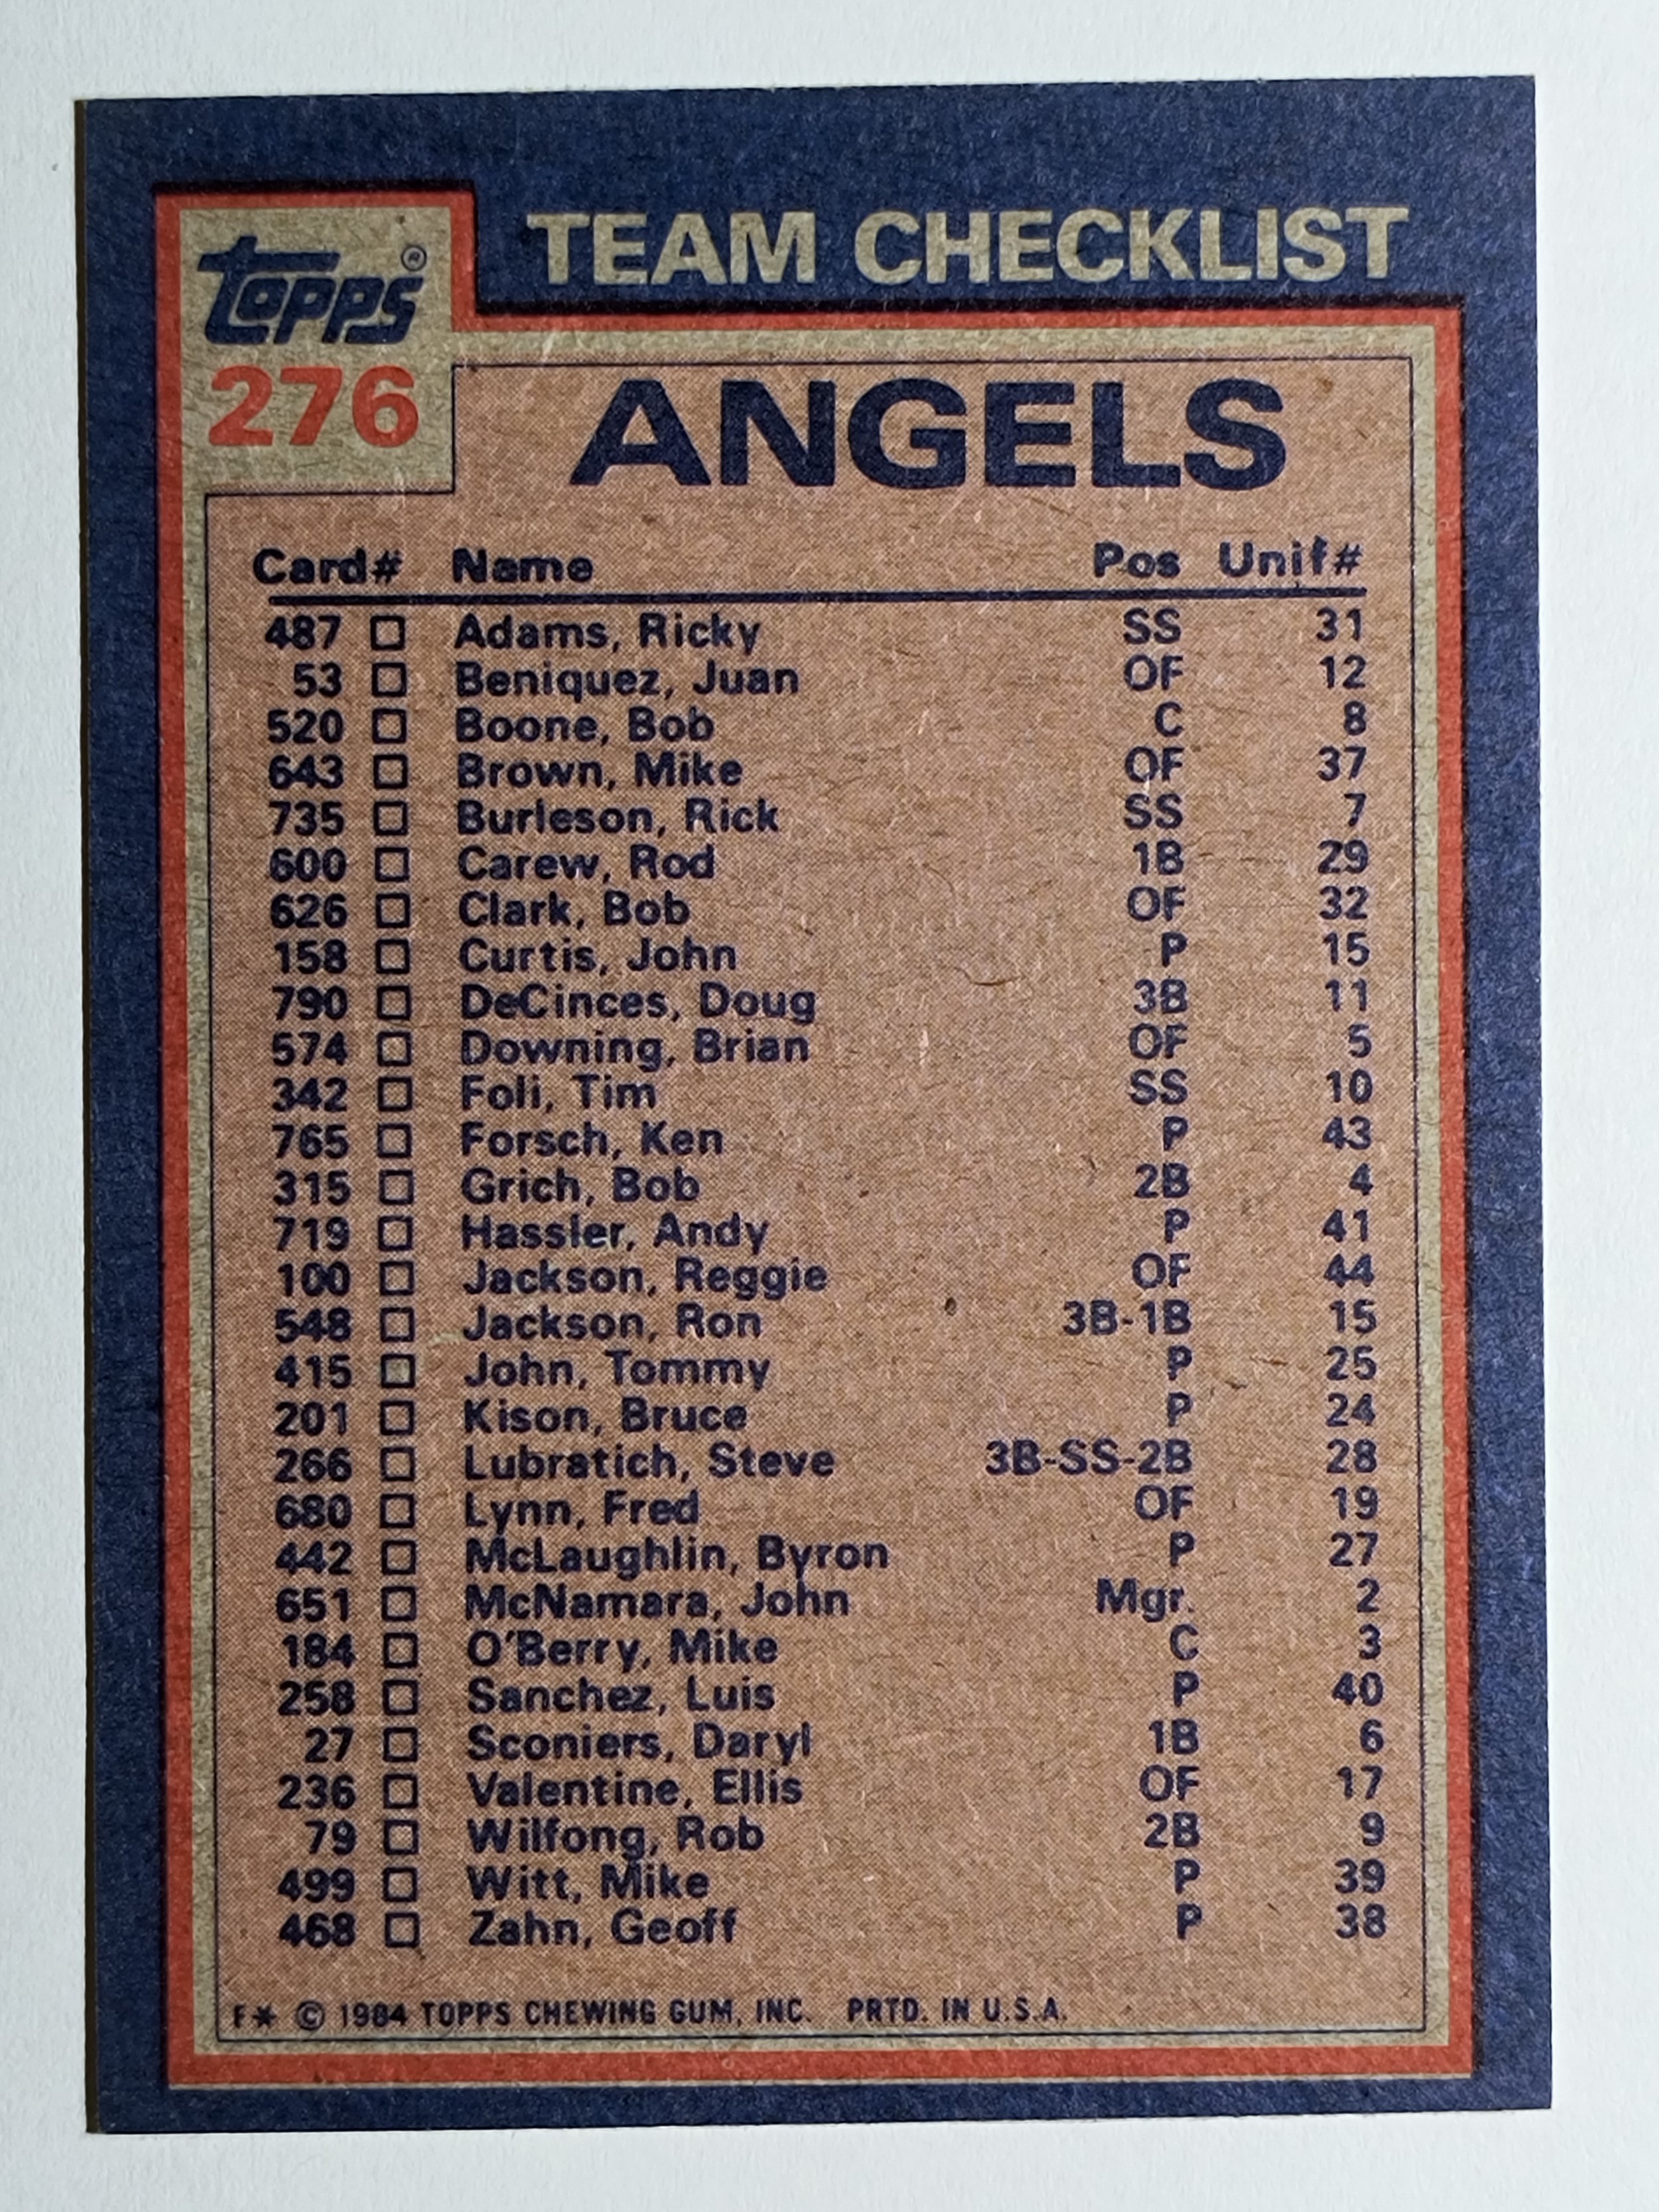 TEAM CHECKLIST
Topps®
276
ANGELS
Card# Name Pos Unif#
487 □ Adams, Ricky SS 31
53 □ Beniquez, Juan OF 12
520 □ Boone, Bob C 8
643 □ Brown, Mike OF 37
735 □ Burleson, Rick SS 7
600 □ Carew, Rod 1B 29
626 □ Clark, Bob OF 32
158 □ Curtis, John P 15
790 □ DeCinces, Doug 3B 11
574 □ Downing, Brian OF 5
342 □ Foli, Tim SS 10
765 □ Forsch, Ken P 43
315 □ Grich, Bob 2B 4
719 □ Hassler, Andy P 41
100 □ Jackson, Reggie OF 44
548 □ Jackson, Ron 3B-1B 15
415 □ John, Tommy P 25
201 □ Kison, Bruce P 24
266 □ Lubratich, Steve 3B-SS-2B 28
680 □ Lynn, Fred OF 19
442 □ McLaughlin, Byron P 27
651 □ McNamara, John Mgr. 2
184 □ O'Berry, Mike C 3
258 □ Sanchez, Luis P 40
27 □ Sconiers, Daryl 1B 6
236 □ Valentine, Ellis OF 17
79 □ Wilfong, Rob 2B 9
499 □ Witt, Mike P 39
468 □ Zahn, Geoff P 38
F* © 1984 TOPPS CHEWING GUM, INC. PRTD. IN U.S.A.